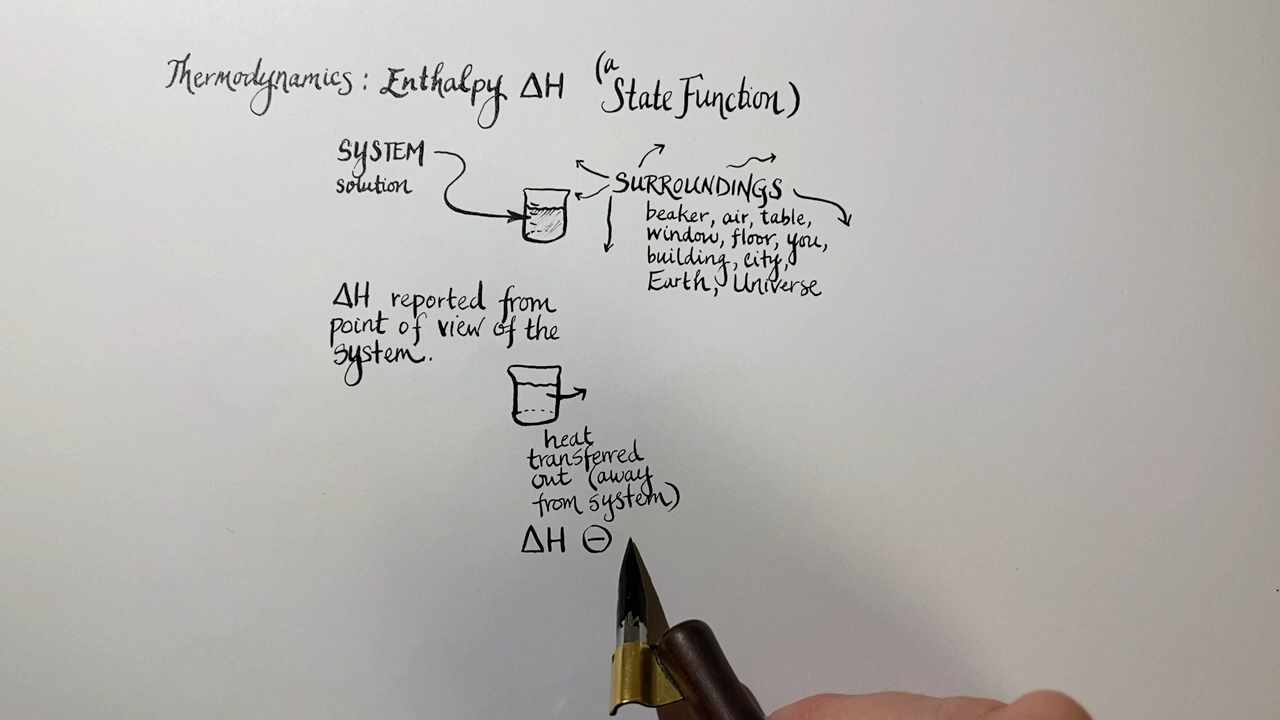 Thermodynamics: Enthalpy ΔH (a State Function)
SYSTEM
solution
SURROUNDINGS
beaker, air, table,
window, floor, you,
building, city,
Earth, Universe
ΔH reported from
point of view of the
system.
heat
transferred
out (away
from system)
ΔH ⊖